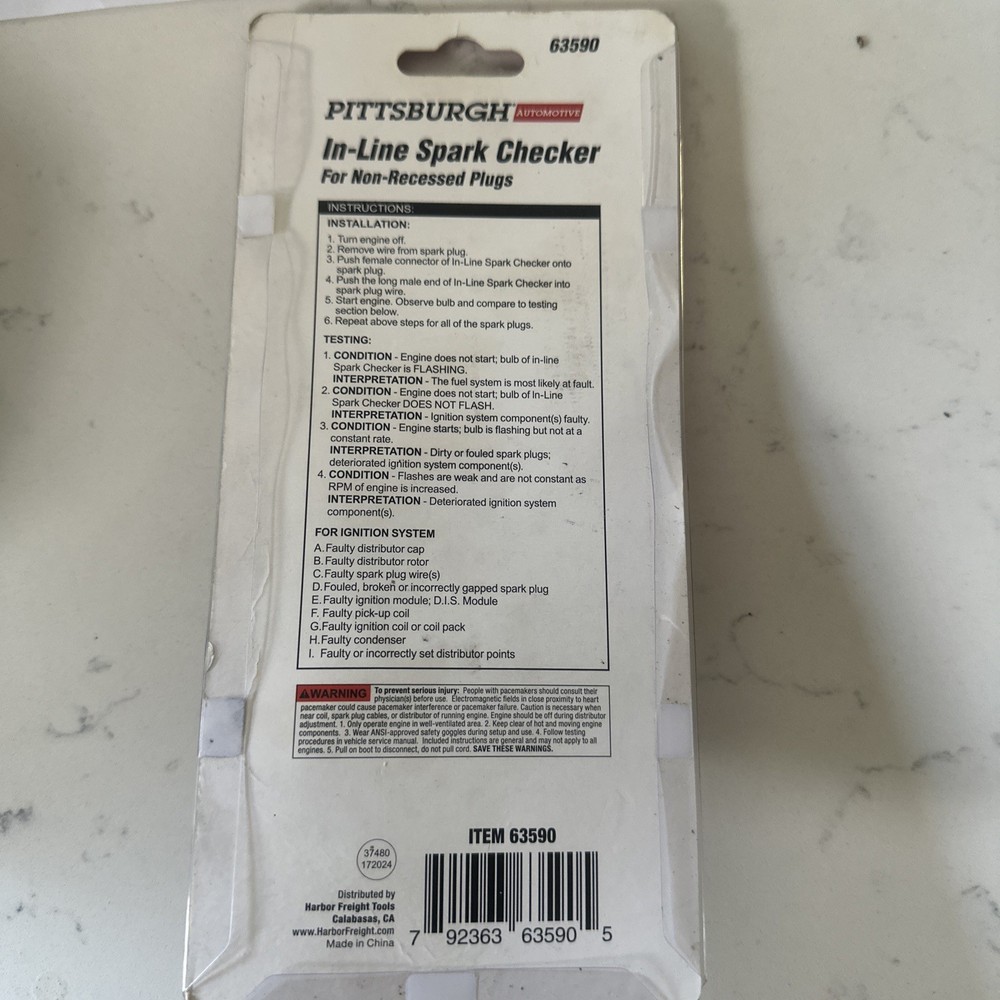 63590
PITTSBURGH AUTOMOTIVE
In-Line Spark Checker
For Non-Recessed Plugs
INSTRUCTIONS:
INSTALLATION:
1. Turn engine off.
2. Remove wire from spark plug.
3. Push female connector of In-Line Spark Checker onto
spark plug.
4. Push the long male end of In-Line Spark Checker into
spark plug wire.
5. Start engine. Observe bulb and compare to testing
section below.
6. Repeat above steps for all of the spark plugs.
TESTING:
1. CONDITION - Engine does not start; bulb of in-line
Spark Checker is FLASHING.
INTERPRETATION - The fuel system is most likely at fault.
2. CONDITION - Engine does not start; bulb of In-Line
Spark Checker DOES NOT FLASH.
INTERPRETATION - Ignition system component(s) faulty.
3. CONDITION - Engine starts; bulb is flashing but not at a
constant rate.
INTERPRETATION - Dirty or fouled spark plugs;
deteriorated ignition system component(s).
4. CONDITION - Flashes are weak and are not constant as
RPM of engine is increased.
INTERPRETATION - Deteriorated ignition system
component(s).
FOR IGNITION SYSTEM
A. Faulty distributor cap
B. Faulty distributor rotor
C. Faulty spark plug wire(s)
D. Fouled, broken or incorrectly gapped spark plug
E. Faulty ignition module; D.I.S. Module
F. Faulty pick-up coil
G. Faulty ignition coil or coil pack
H. Faulty condenser
I. Faulty or incorrectly set distributor points
WARNING To prevent serious injury: People with pacemakers should consult their
physician(s) before use. Electromagnetic fields in close proximity to heart
pacemaker could cause pacemaker interference or pacemaker failure. Caution is necessary when
near coil, spark plug cables, or distributor of running engine. Engine should be off during distributor
adjustment. 1. Only operate engine in well-ventilated area. 2. Keep clear of hot and moving engine
components. 3. Wear ANSI-approved safety goggles during setup and use. 4. Follow testing
procedures in vehicle service manual. Included instructions are general and may not apply to all
engines. 5. Pull on boot to disconnect, do not pull cord. SAVE THESE WARNINGS.
ITEM 63590
37480
172024
Distributed by
Harbor Freight Tools
Calabasas, CA
www.HarborFreight.com
Made in China
7 92363 63590 5